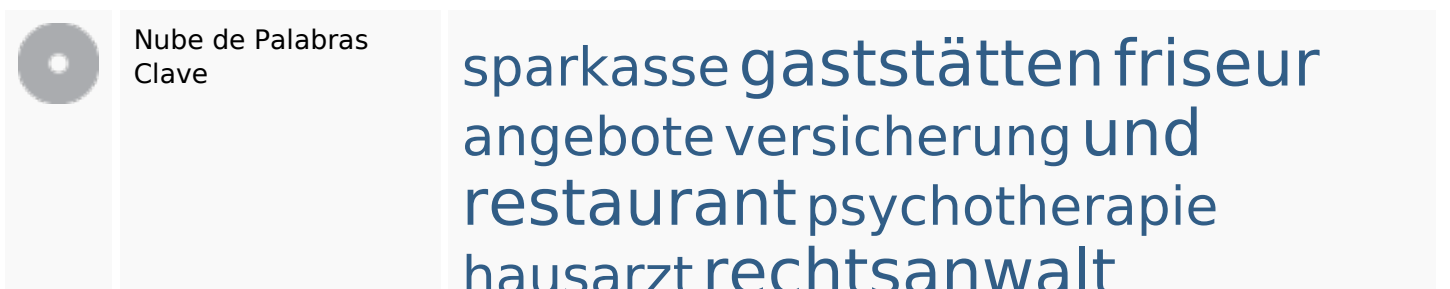 Nube de Palabras
Clave
sparkasse gaststätten friseur
angebote versicherung und
restaurant psychotherapie
hausarzt rechtsanwalt